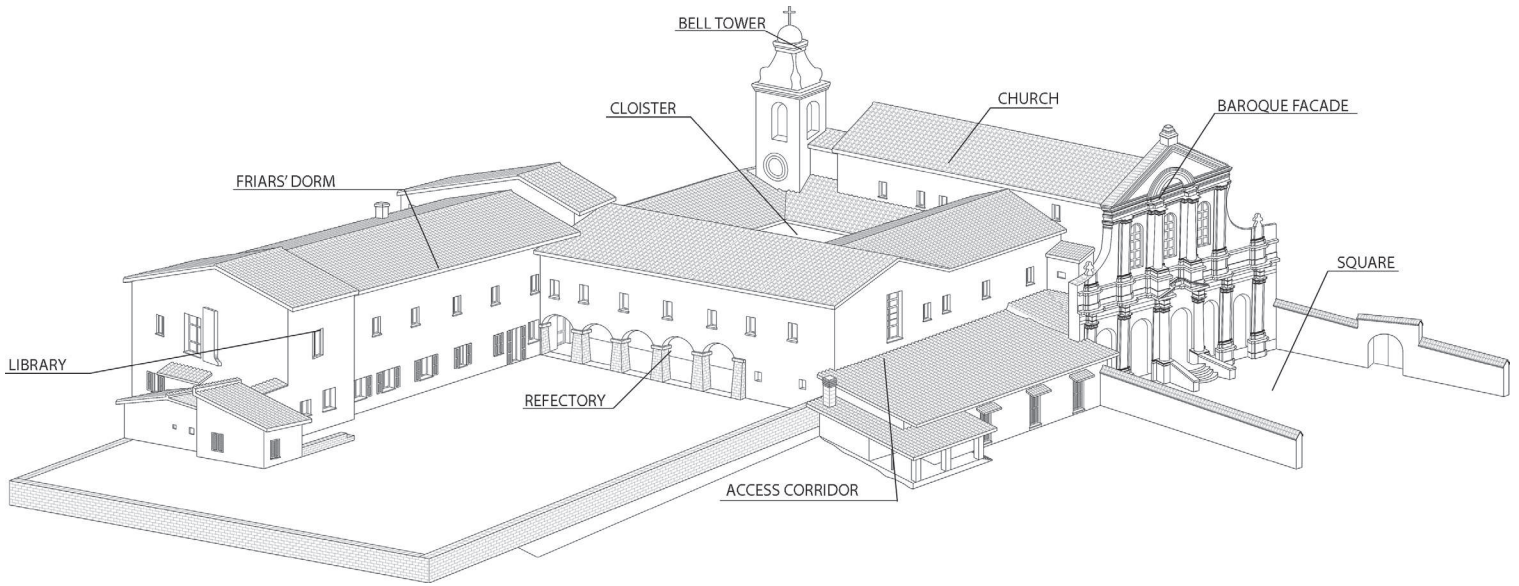 BELL TOWER
CHURCH
CLOISTER
BAROQUE FACADE
FRIARS' DORM
SQUARE
LIBRARY
REFECTORY
ACCESS CORRIDOR